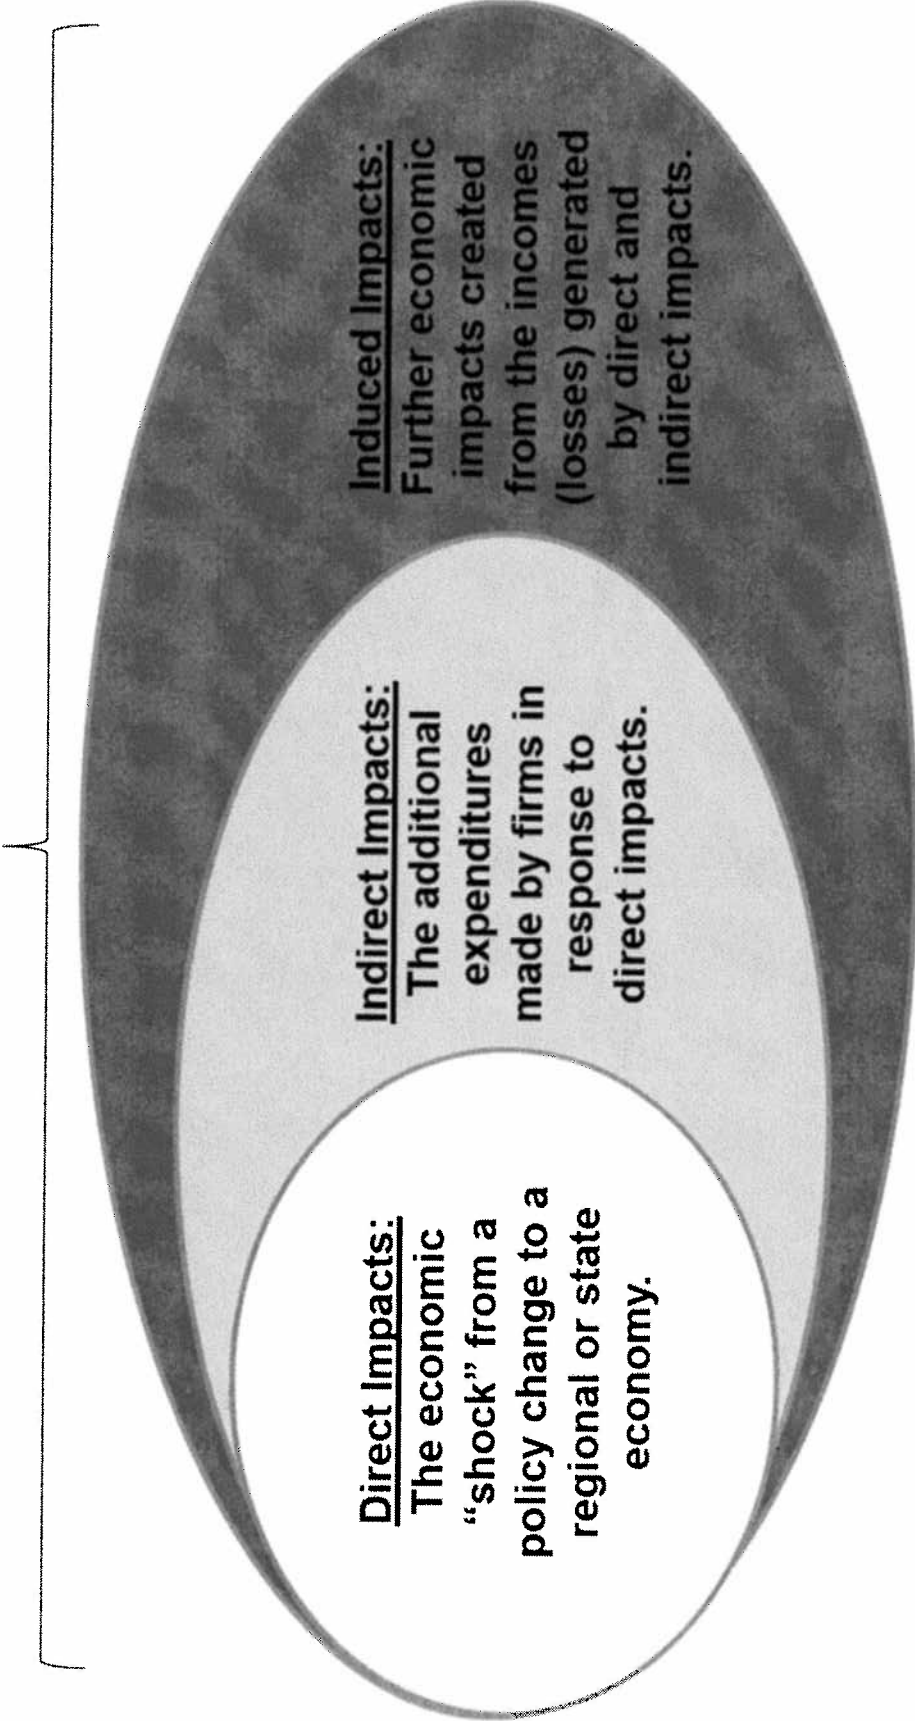 Direct Impacts:
The economic
“shock” from a
policy change to a
regional or state
economy.
Indirect Impacts:
The additional
expenditures
made by firms in
response to
direct impacts.
Induced Impacts:
Further economic
impacts created
from the incomes
(losses) generated
by direct and
indirect impacts.